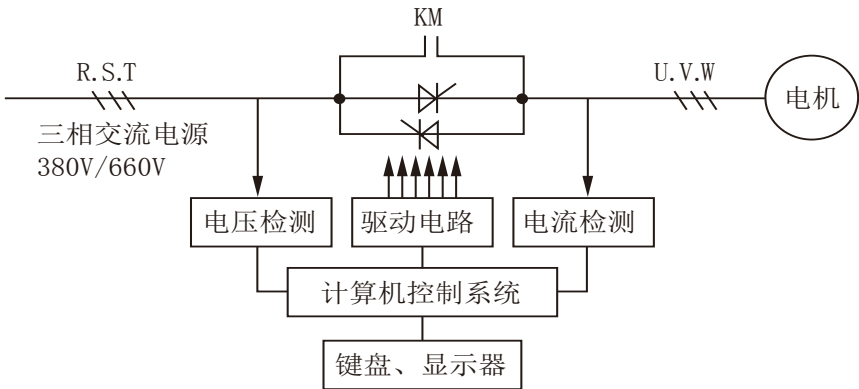 KM
R.S.T
U.V.W
电机
三相交流电源
380V/660V
电压检测
驱动电路
电流检测
计算机控制系统
键盘、显示器